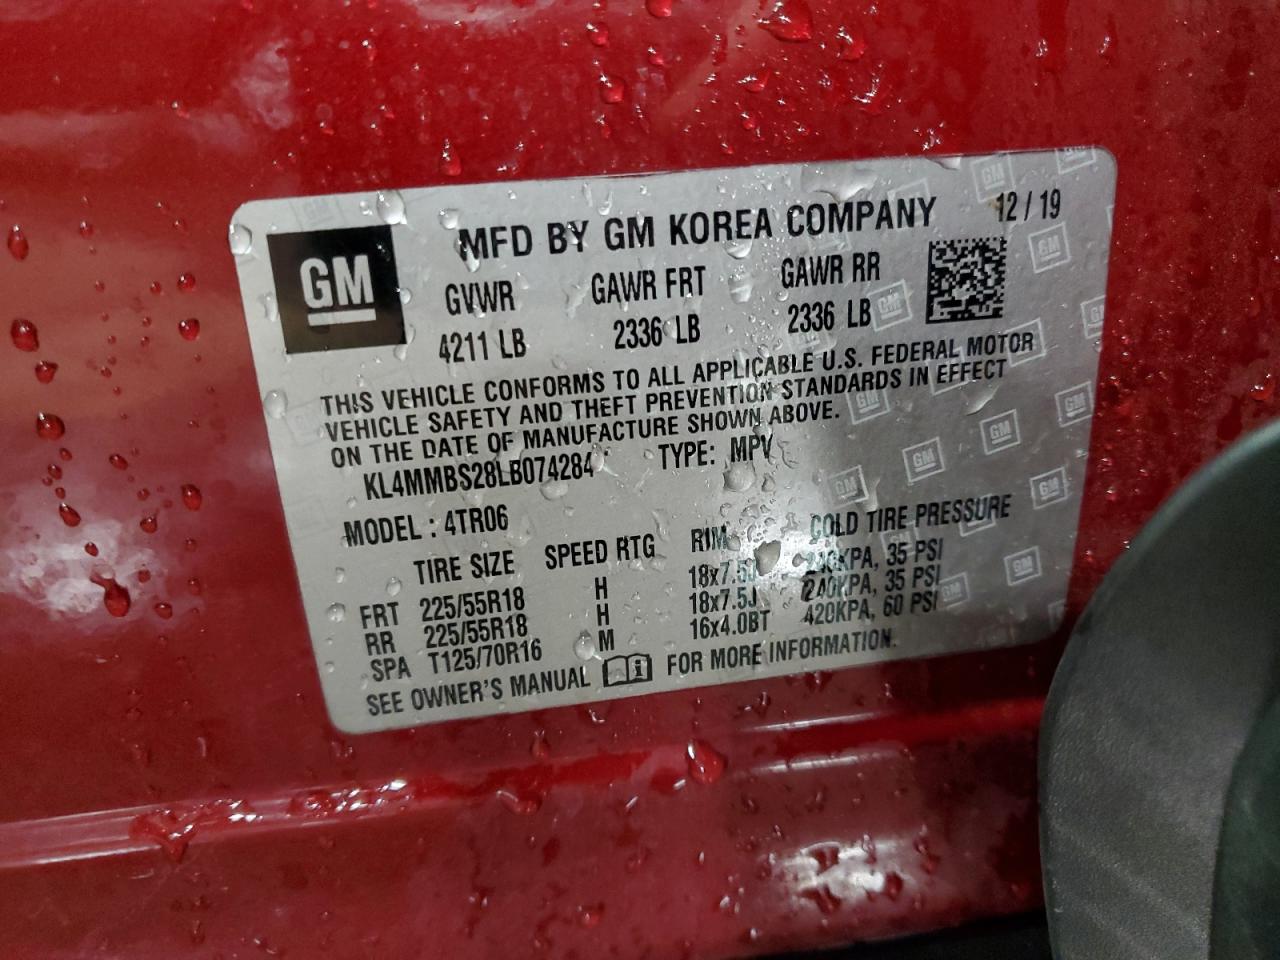 MFD BY GM KOREA COMPANY 12 / 19
GM
GVWR GAWR FRT GAWR RR
4211 LB 2336 LB 2336 LB
THIS VEHICLE CONFORMS TO ALL APPLICABLE U.S. FEDERAL MOTOR
VEHICLE SAFETY AND THEFT PREVENTION STANDARDS IN EFFECT
ON THE DATE OF MANUFACTURE SHOWN ABOVE.
KL4MMBS28LB074284 TYPE: MPV
MODEL : 4TR06
TIRE SIZE SPEED RTG RIM COLD TIRE PRESSURE
FRT 225/55R18 H 18x7.5J 240KPA, 35 PSI
RR 225/55R18 H 18x7.5J 240KPA, 35 PSI
SPA T125/70R16 M 16x4.0BT 420KPA, 60 PSI
SEE OWNER'S MANUAL FOR MORE INFORMATION.